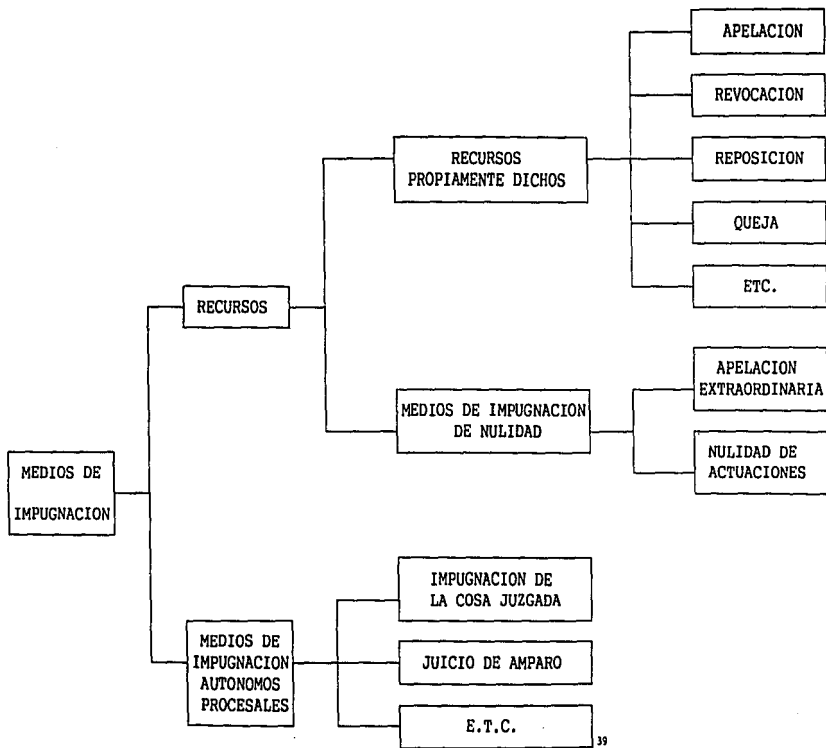 APELACION
REVOCACION
RECURSOS
PROPIAMENTE DICHOS
REPOSICION
QUEJA
ETC.
RECURSOS
APELACION
EXTRAORDINARIA
MEDIOS DE IMPUGNACION
DE NULIDAD
NULIDAD DE
ACTUACIONES
MEDIOS DE
IMPUGNACION
IMPUGNACION DE
LA COSA JUZGADA
MEDIOS DE
IMPUGNACION
AUTONOMOS
PROCESALES
JUICIO DE AMPARO
E.T.C.
39